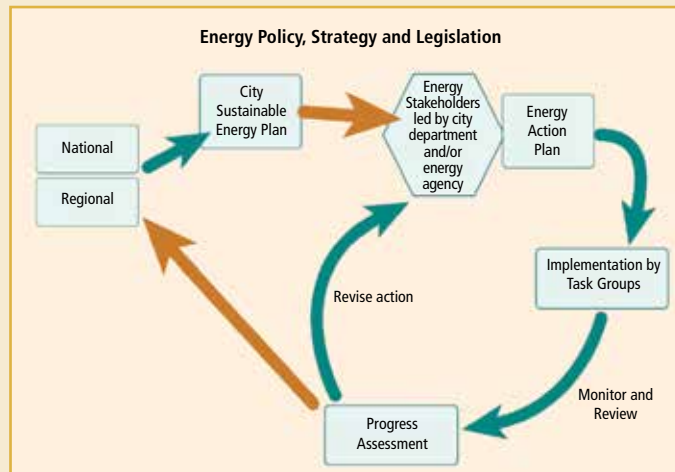 Energy Policy, Strategy and Legislation
National
Regional
City
Sustainable
Energy Plan
Energy
Stakeholders
led by city
department
and/or
energy
agency
Energy
Action
Plan
Implementation by
Task Groups
Revise action
Monitor and
Review
Progress
Assessment